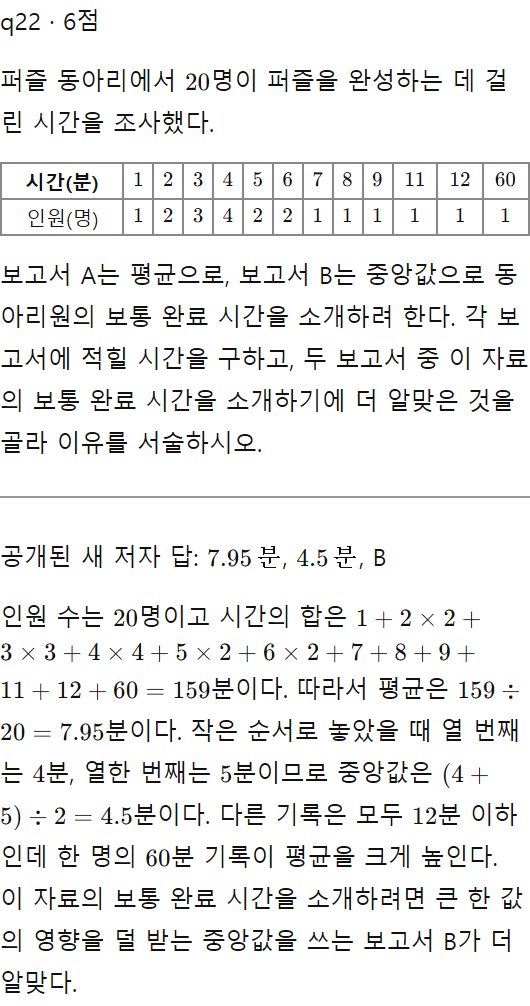 q22 · 6점
퍼즐 동아리에서 20명이 퍼즐을 완성하는 데 걸
린 시간을 조사했다.
시간(분) 1 2 3 4 5 6 7 8 9 11 12 60
인원(명) 1 2 3 4 2 2 1 1 1 1 1 1
보고서 A는 평균으로, 보고서 B는 중앙값으로 동
아리원의 보통 완료 시간을 소개하려 한다. 각 보
고서에 적힐 시간을 구하고, 두 보고서 중 이 자료
의 보통 완료 시간을 소개하기에 더 알맞은 것을
골라 이유를 서술하시오.
공개된 새 저자 답: 7.95 분, 4.5 분, B
인원 수는 20명이고 시간의 합은 1 + 2 × 2 +
3 × 3 + 4 × 4 + 5 × 2 + 6 × 2 + 7 + 8 + 9 +
11 + 12 + 60 = 159분이다. 따라서 평균은 159 ÷
20 = 7.95분이다. 작은 순서로 놓았을 때 열 번째
는 4분, 열한 번째는 5분이므로 중앙값은 (4 +
5) ÷ 2 = 4.5분이다. 다른 기록은 모두 12분 이하
인데 한 명의 60분 기록이 평균을 크게 높인다.
이 자료의 보통 완료 시간을 소개하려면 큰 한 값
의 영향을 덜 받는 중앙값을 쓰는 보고서 B가 더
알맞다.